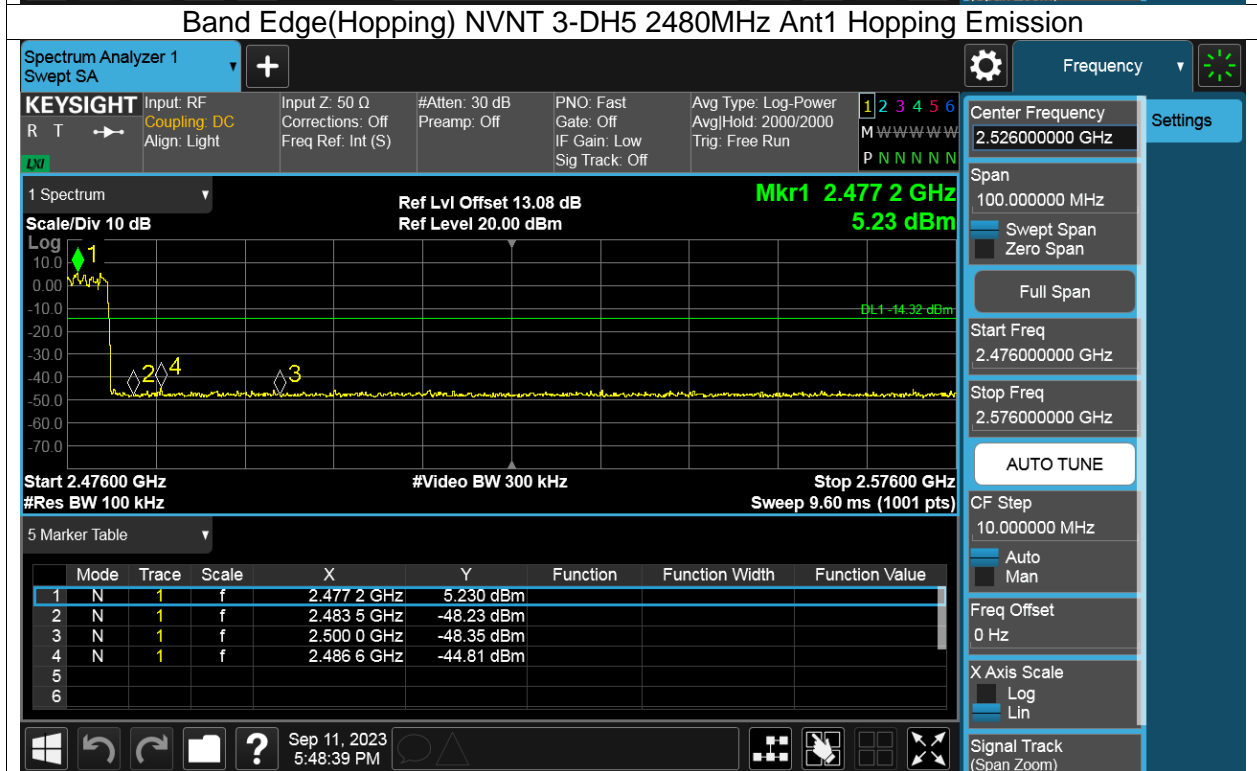 Band Edge(Hopping) NVNT 3-DH5 2480MHz Ant1 Hopping Emission
Spectrum Analyzer 1
Swept SA
+
Frequency
KEYSIGHT
R T
LXI
Input: RF
Coupling: DC
Align: Light
Input Z: 50 Ω
Corrections: Off
Freq Ref: Int (S)
#Atten: 30 dB
Preamp: Off
PNO: Fast
Gate: Off
IF Gain: Low
Sig Track: Off
Avg Type: Log-Power
Avg|Hold: 2000/2000
Trig: Free Run
1 2 3 4 5 6
M W W W W W
P N N N N N
1 Spectrum
Scale/Div 10 dB
Ref Lvl Offset 13.08 dB
Ref Level 20.00 dBm
Mkr1 2.477 2 GHz
5.23 dBm
Log
10.0
0.00
-10.0
-20.0
-30.0
-40.0
-50.0
-60.0
-70.0
1
2
4
3
DL1 -14.32 dBm
Start 2.47600 GHz
#Res BW 100 kHz
#Video BW 300 kHz
Stop 2.57600 GHz
Sweep 9.60 ms (1001 pts)
5 Marker Table
Mode Trace Scale X Y Function Function Width Function Value
1 N 1 f 2.477 2 GHz 5.230 dBm
2 N 1 f 2.483 5 GHz -48.23 dBm
3 N 1 f 2.500 0 GHz -48.35 dBm
4 N 1 f 2.486 6 GHz -44.81 dBm
5
6
?
Sep 11, 2023
5:48:39 PM
Center Frequency
2.526000000 GHz
Settings
Span
100.000000 MHz
Swept Span
Zero Span
Full Span
Start Freq
2.476000000 GHz
Stop Freq
2.576000000 GHz
AUTO TUNE
CF Step
10.000000 MHz
Auto
Man
Freq Offset
0 Hz
X Axis Scale
Log
Lin
Signal Track
(Span Zoom)